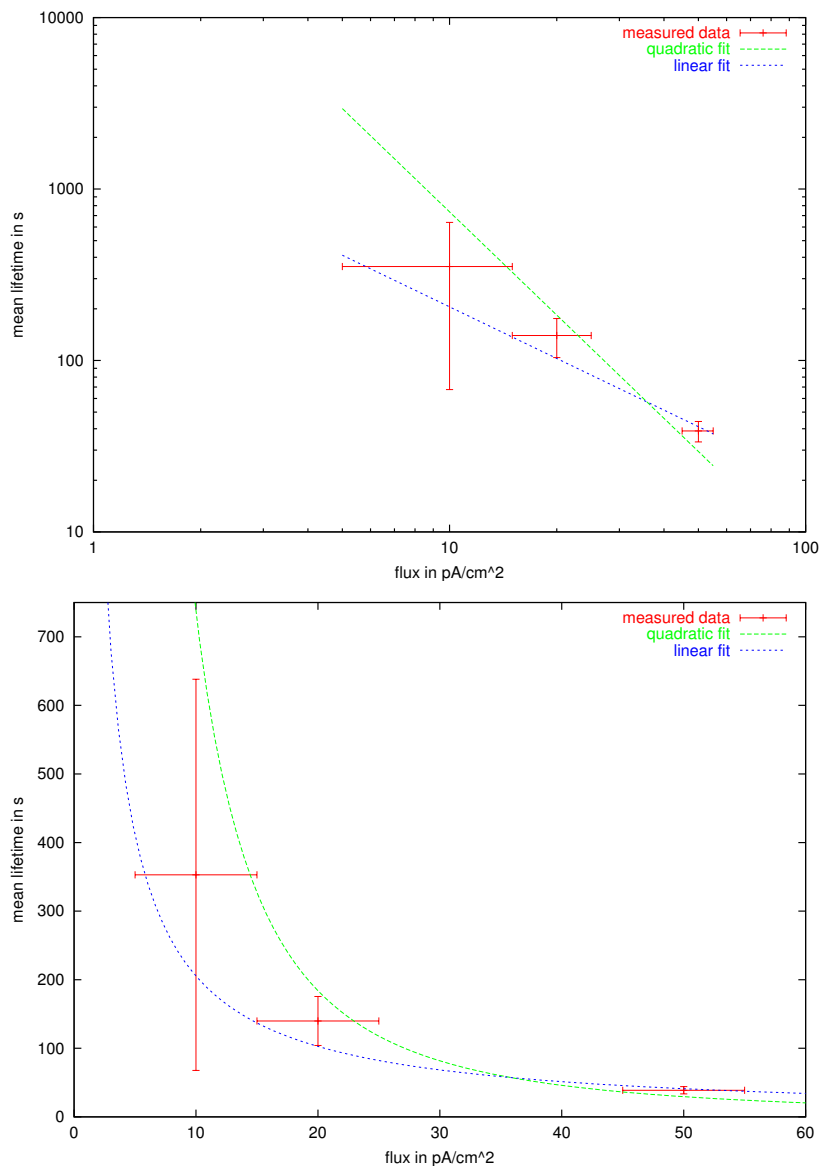 10000
1000
100
10
mean lifetime in s
measured data
quadratic fit
linear fit
1
10
100
flux in pA/cm^2
700
600
500
400
300
200
100
0
mean lifetime in s
measured data
quadratic fit
linear fit
0
10
20
30
40
50
60
flux in pA/cm^2